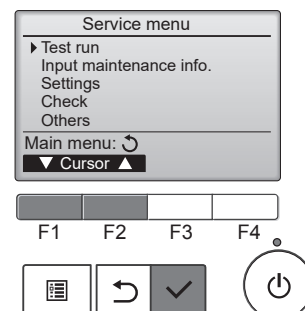 Service menu
Test run
Input maintenance info.
Settings
Check
Others
Main menu:
Cursor
F1 F2 F3 F4